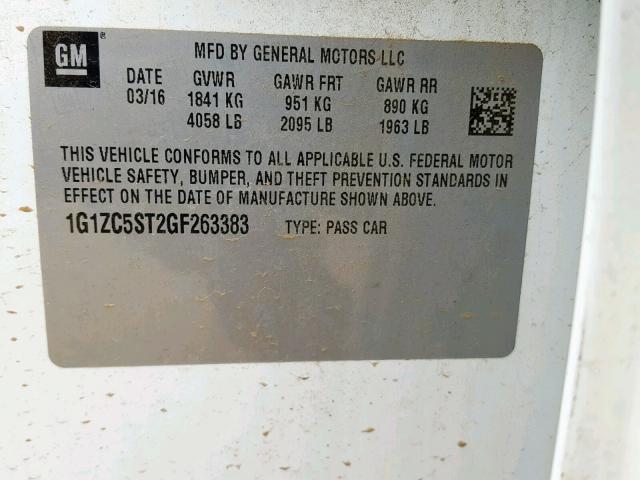 GM ®
MFD BY GENERAL MOTORS LLC
DATE GVWR GAWR FRT GAWR RR
03/16 1841 KG 951 KG 890 KG
4058 LB 2095 LB 1963 LB
THIS VEHICLE CONFORMS TO ALL APPLICABLE U.S. FEDERAL MOTOR
VEHICLE SAFETY, BUMPER, AND THEFT PREVENTION STANDARDS IN
EFFECT ON THE DATE OF MANUFACTURE SHOWN ABOVE.
1G1ZC5ST2GF263383 TYPE: PASS CAR